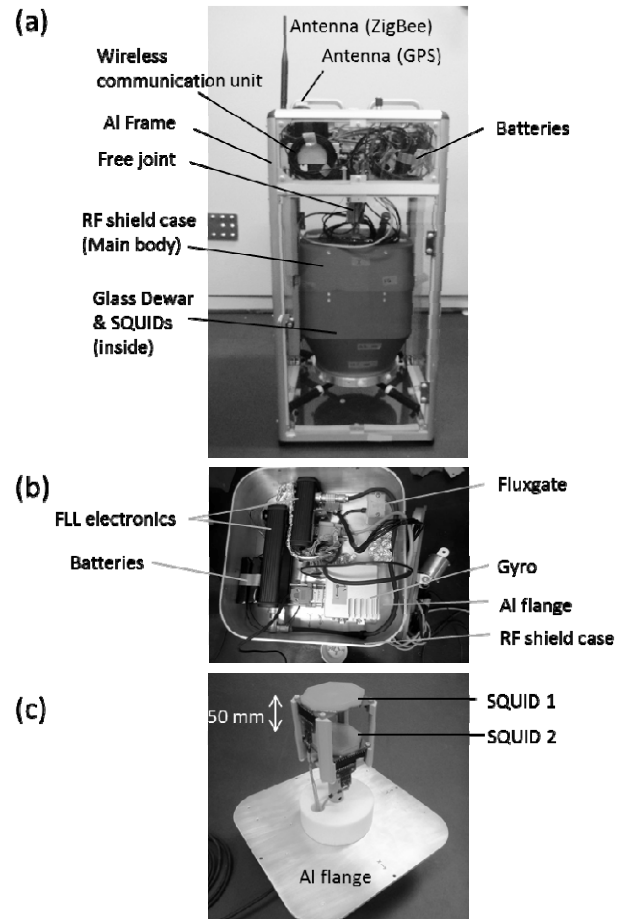 (a)
Antenna (ZigBee)
Antenna (GPS)
Wireless
communication unit
Al Frame
Batteries
Free joint
RF shield case
(Main body)
Glass Dewar
& SQUIDs
(inside)
(b)
Fluxgate
FLL electronics
Batteries
Gyro
Al flange
RF shield case
(c)
50 mm
SQUID 1
SQUID 2
Al flange